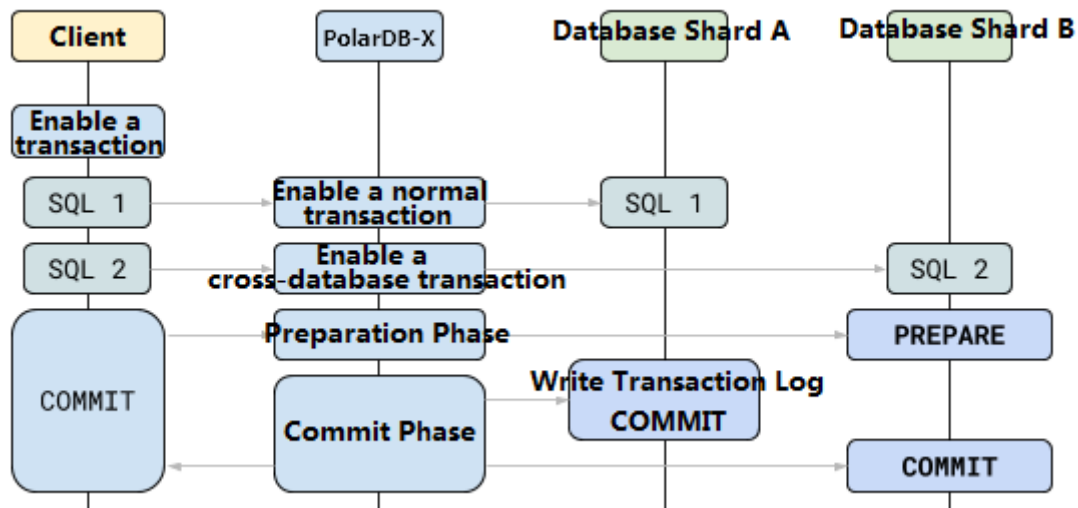 Client
PolarDB-X
Database Shard A
Database Shard B
Enable a
transaction
SQL 1
Enable a normal
transaction
SQL 1
SQL 2
Enable a
cross-database transaction
SQL 2
COMMIT
Preparation Phase
PREPARE
Write Transaction Log
COMMIT
Commit Phase
COMMIT